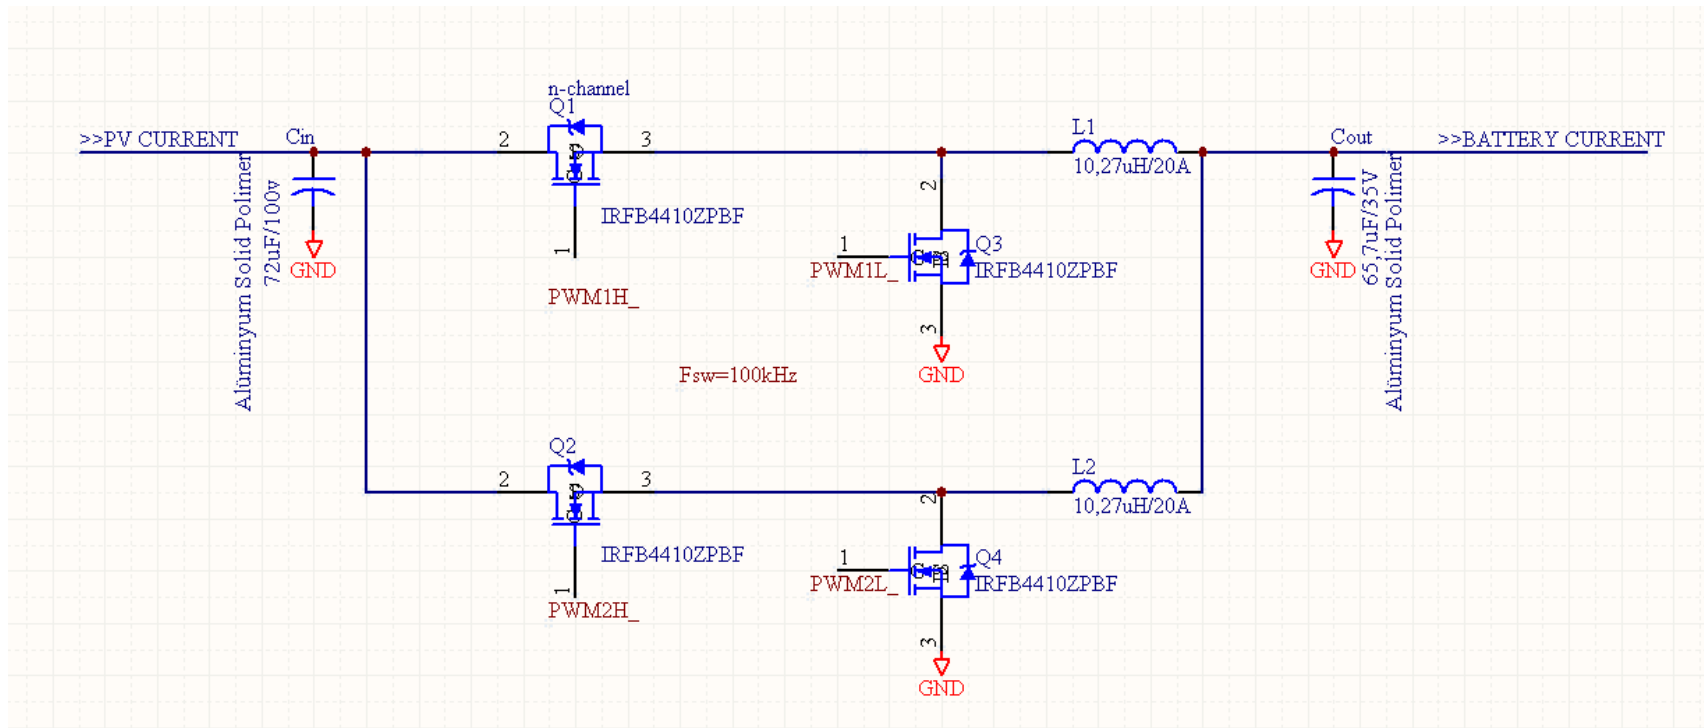 n-channel
Q1
>>PV CURRENT
Cin
2
3
L1
10,27uH/20A
Cout
>>BATTERY CURRENT
Alüminyum Solid Polimer
72uF/100v
GND
1
IRFB4410ZPBF
PWM1H_
2
1
PWM1L_
Q3
IRFB4410ZPBF
3
GND
GND
65,7uF/35V
Alüminyum Solid Polimer
Fsw=100kHz
Q2
2
3
L2
10,27uH/20A
1
IRFB4410ZPBF
PWM2H_
2
1
PWM2L_
Q4
IRFB4410ZPBF
3
GND